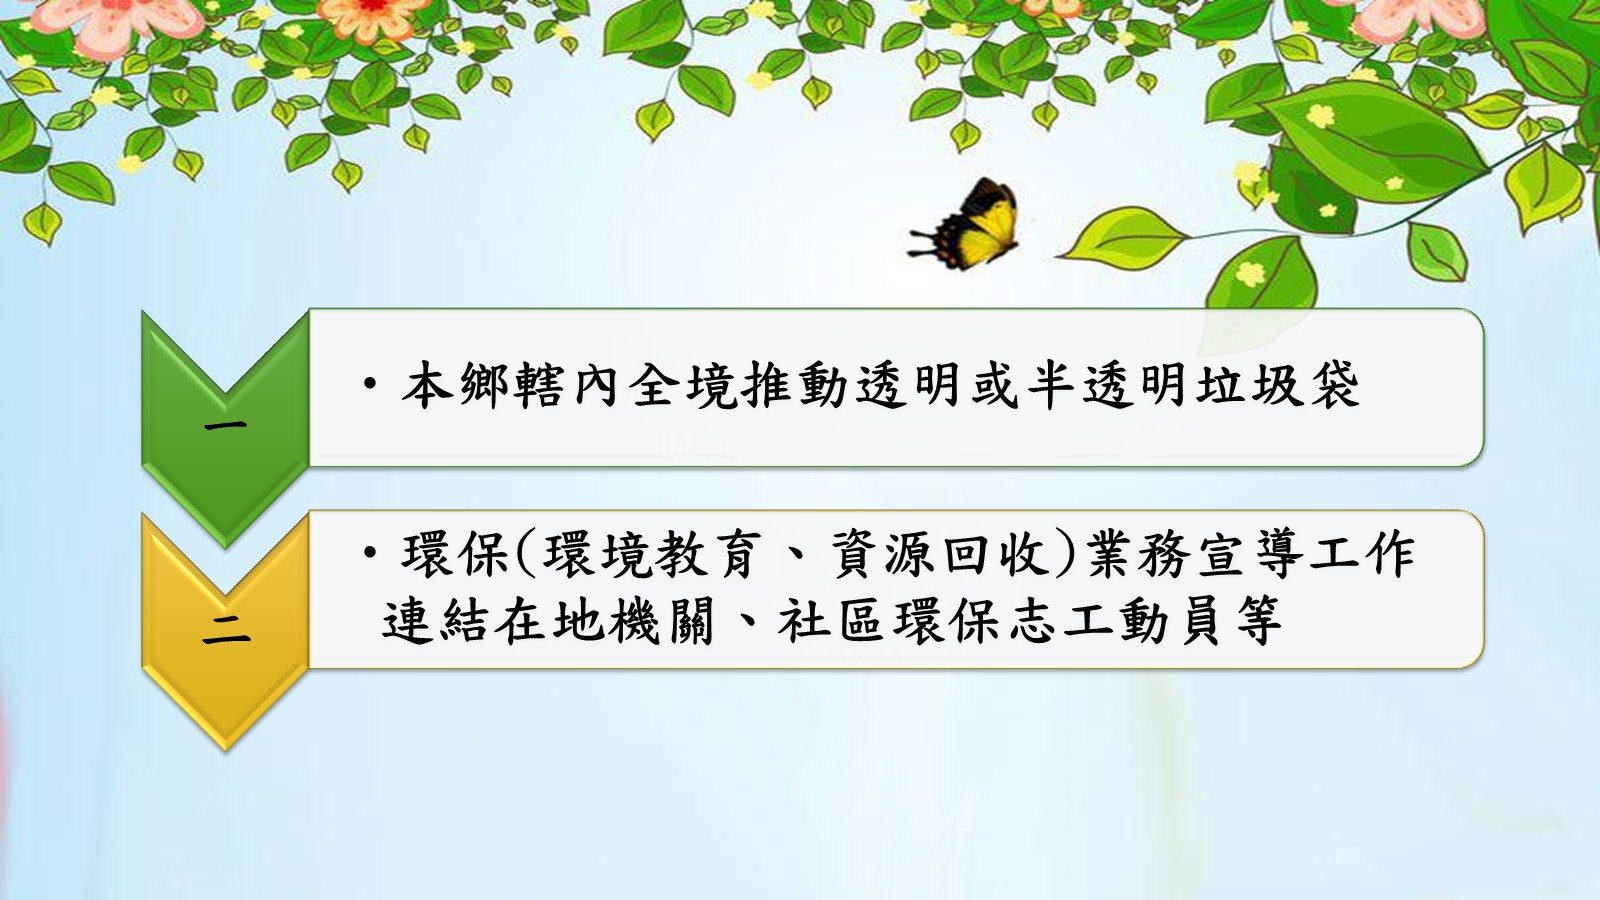 一
•本鄉轄內全境推動透明或半透明垃圾袋
二
•環保(環境教育、資源回收)業務宣導工作
連結在地機關、社區環保志工動員等